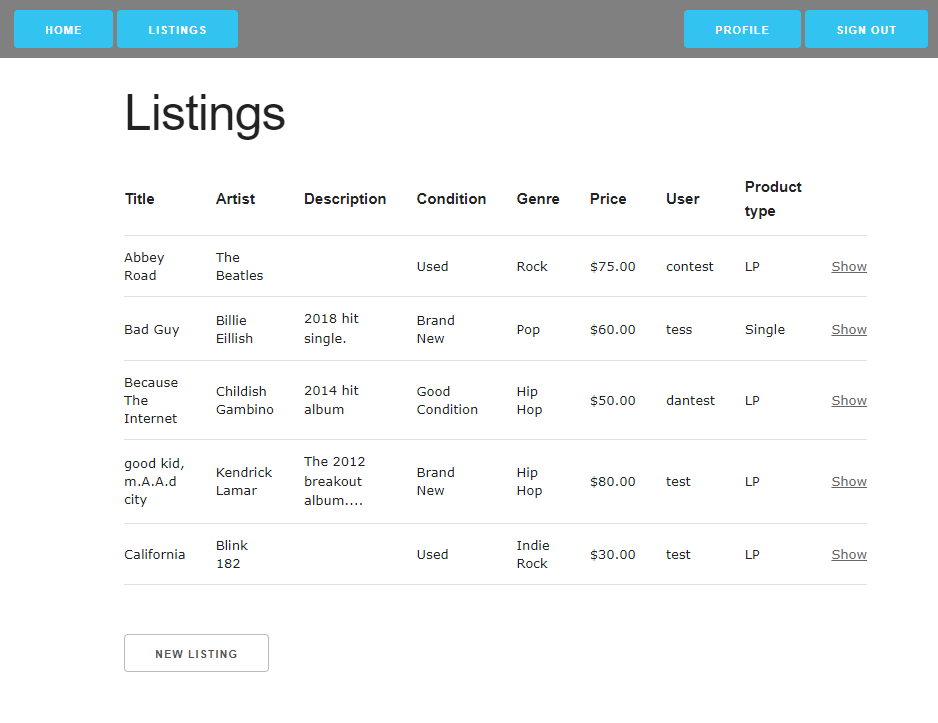 HOME LISTINGS PROFILE SIGN OUT
Listings
Title Artist Description Condition Genre Price User Product type
Abbey Road The Beatles Used Rock $75.00 contest LP Show
Bad Guy Billie Eillish 2018 hit single. Brand New Pop $60.00 tess Single Show
Because The Internet Childish Gambino 2014 hit album Good Condition Hip Hop $50.00 dantest LP Show
good kid, m.A.A.d city Kendrick Lamar The 2012 breakout album.... Brand New Hip Hop $80.00 test LP Show
California Blink 182 Used Indie Rock $30.00 test LP Show
NEW LISTING